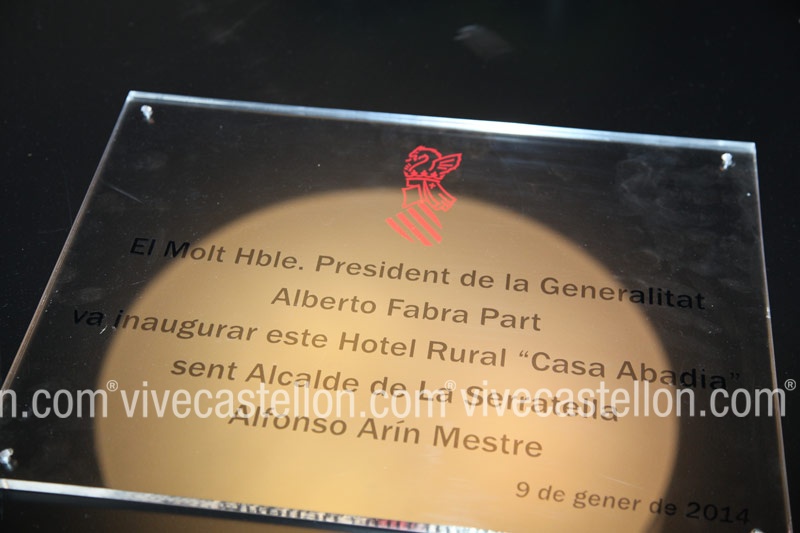 El Molt Hble. President de la Generalitat
Alberto Fabra Part
va inaugurar este Hotel Rural “Casa Abadia”
sent Alcalde de La Serratella
Alfonso Arín Mestre
9 de gener de 2014
n.com® vivecastellon.com® vivecastellon.com®